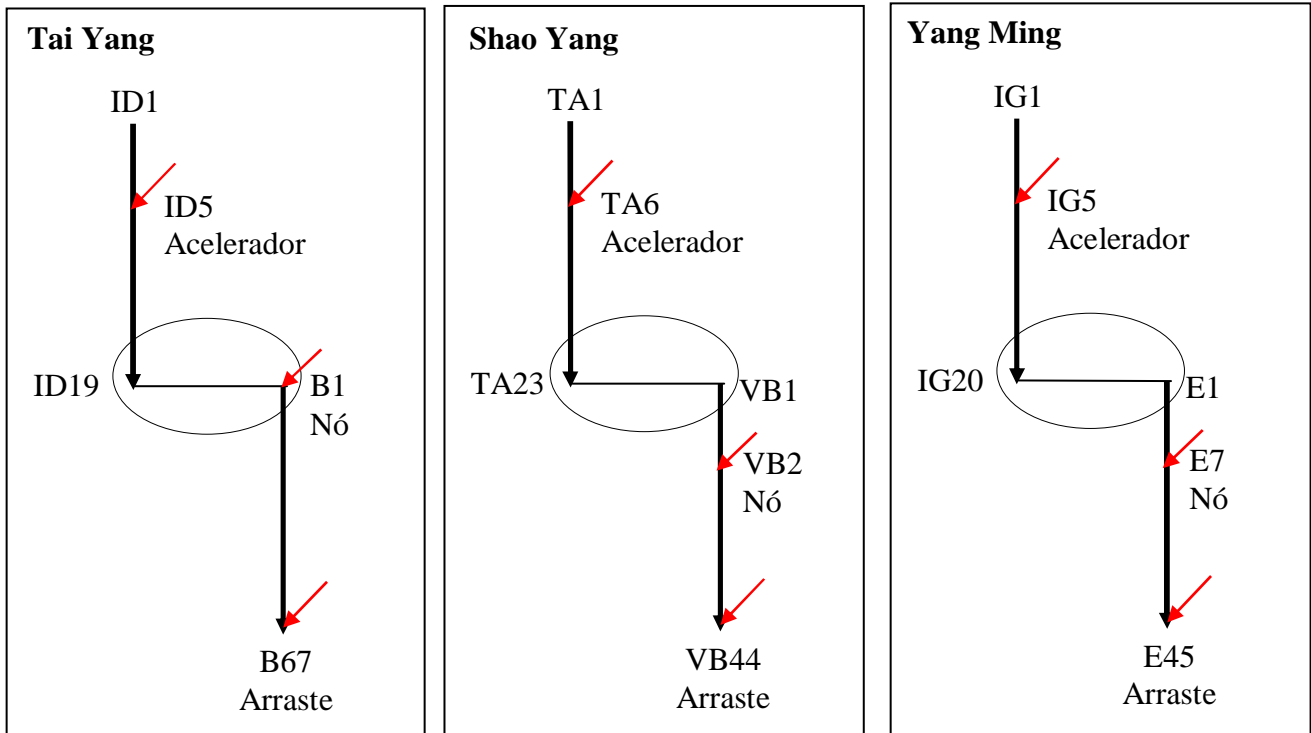 Tai Yang
ID1
ID5
Acelerador
ID19
B1
Nó
B67
Arraste
Shao Yang
TA1
TA6
Acelerador
TA23
VB1
VB2
Nó
VB44
Arraste
Yang Ming
IG1
IG5
Acelerador
IG20
E1
E7
Nó
E45
Arraste